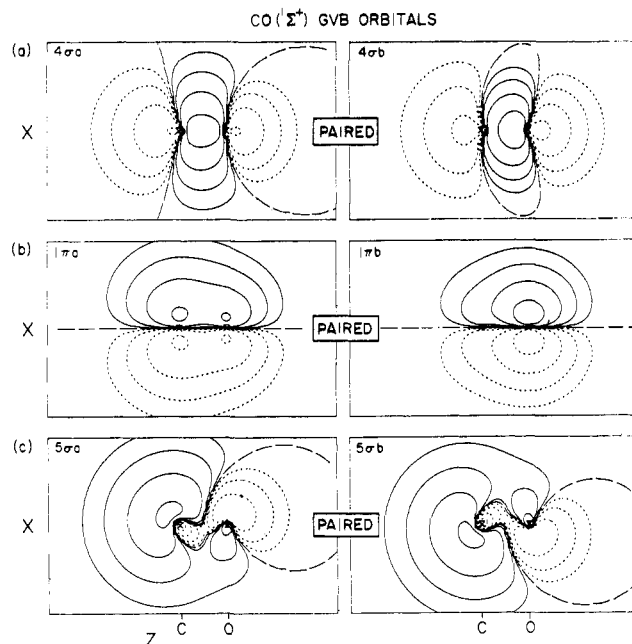 CO(¹Σ⁺) GVB ORBITALS
(a) 4σa 4σb
X PAIRED
(b) 1πa 1πb
X PAIRED
(c) 5σa 5σb
X PAIRED
C O C O
Z